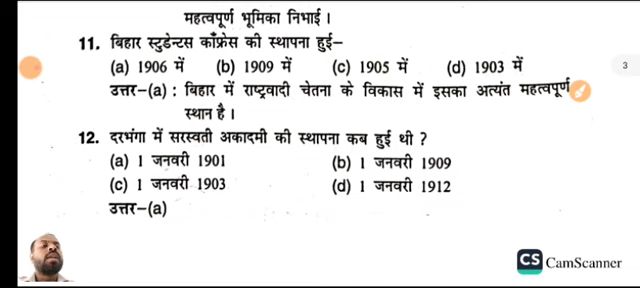 महत्वपूर्ण भूमिका निभाई ।
11. बिहार स्टुडेन्टस कॉंफ्रेस की स्थापना हुई–
(a) 1906 में (b) 1909 में (c) 1905 में (d) 1903 में
3
उत्तर–(a) : बिहार में राष्ट्रवादी चेतना के विकास में इसका अत्यंत महत्वपूर्ण
स्थान है ।
12. दरभंगा में सरस्वती अकादमी की स्थापना कब हुई थी ?
(a) 1 जनवरी 1901 (b) 1 जनवरी 1909
(c) 1 जनवरी 1903 (d) 1 जनवरी 1912
उत्तर–(a)
CS CamScanner